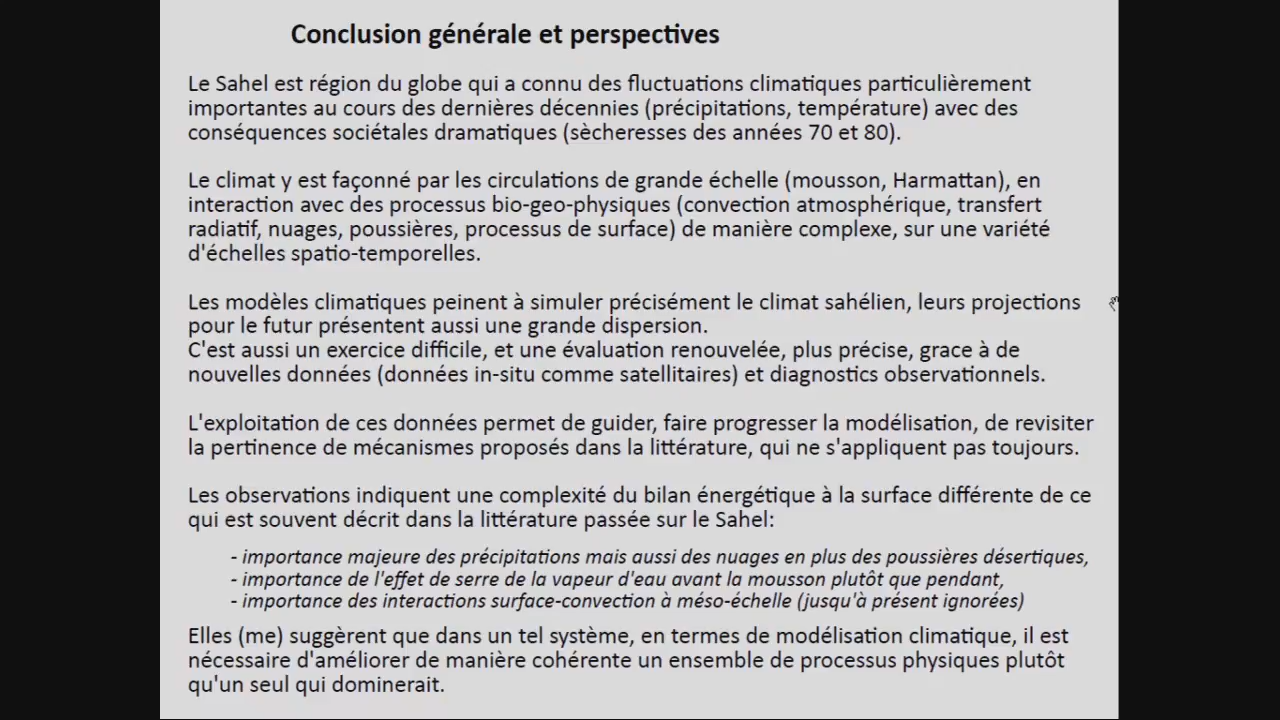 Conclusion générale et perspectives
Le Sahel est région du globe qui a connu des fluctuations climatiques particulièrement
importantes au cours des dernières décennies (précipitations, température) avec des
conséquences sociétales dramatiques (sècheresses des années 70 et 80).
Le climat y est façonné par les circulations de grande échelle (mousson, Harmattan), en
interaction avec des processus bio-geo-physiques (convection atmosphérique, transfert
radiatif, nuages, poussières, processus de surface) de manière complexe, sur une variété
d'échelles spatio-temporelles.
Les modèles climatiques peinent à simuler précisément le climat sahélien, leurs projections
pour le futur présentent aussi une grande dispersion.
C'est aussi un exercice difficile, et une évaluation renouvelée, plus précise, grace à de
nouvelles données (données in-situ comme satellitaires) et diagnostics observationnels.
L'exploitation de ces données permet de guider, faire progresser la modélisation, de revisiter
la pertinence de mécanismes proposés dans la littérature, qui ne s'appliquent pas toujours.
Les observations indiquent une complexité du bilan énergétique à la surface différente de ce
qui est souvent décrit dans la littérature passée sur le Sahel:
- importance majeure des précipitations mais aussi des nuages en plus des poussières désertiques,
- importance de l'effet de serre de la vapeur d'eau avant la mousson plutôt que pendant,
- importance des interactions surface-convection à méso-échelle (jusqu'à présent ignorées)
Elles (me) suggèrent que dans un tel système, en termes de modélisation climatique, il est
nécessaire d'améliorer de manière cohérente un ensemble de processus physiques plutôt
qu'un seul qui dominerait.